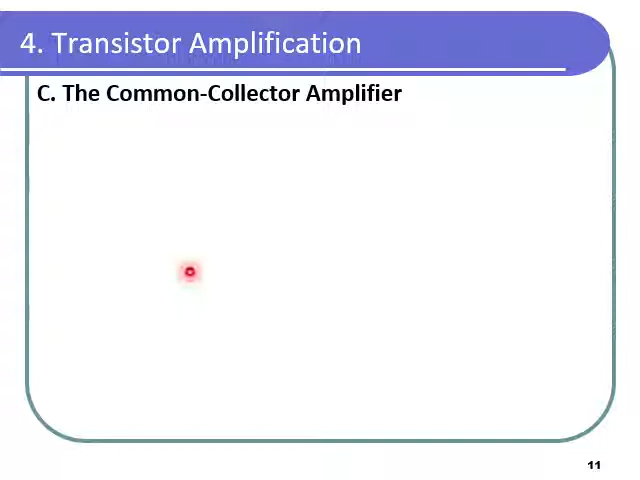 4. Transistor Amplification
C. The Common-Collector Amplifier
11